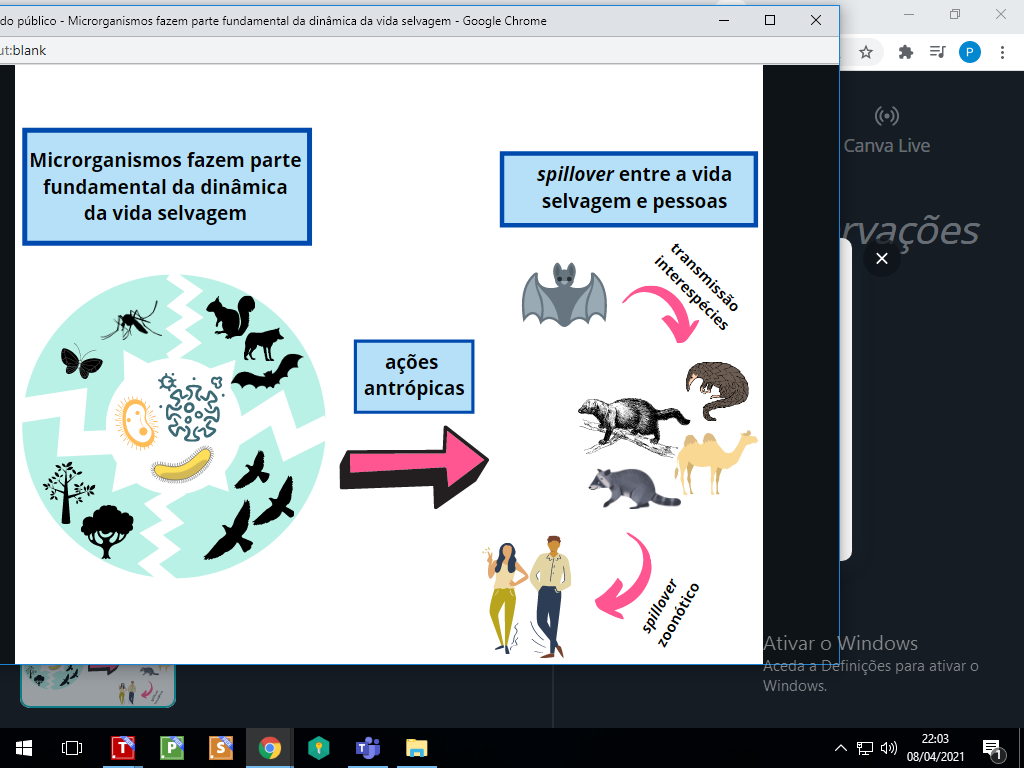 do público - Microrganismos fazem parte fundamental da dinâmica da vida selvagem - Google Chrome
ut:blank
P
Canva Live
rvações
Microrganismos fazem parte
fundamental da dinâmica
da vida selvagem
spillover entre a vida
selvagem e pessoas
transmissão
interespécies
ações
antrópicas
spillover
zoonótico
Ativar o Windows
Aceda a Definições para ativar o
Windows.
T
P
S
T
22:03
08/04/2021
1